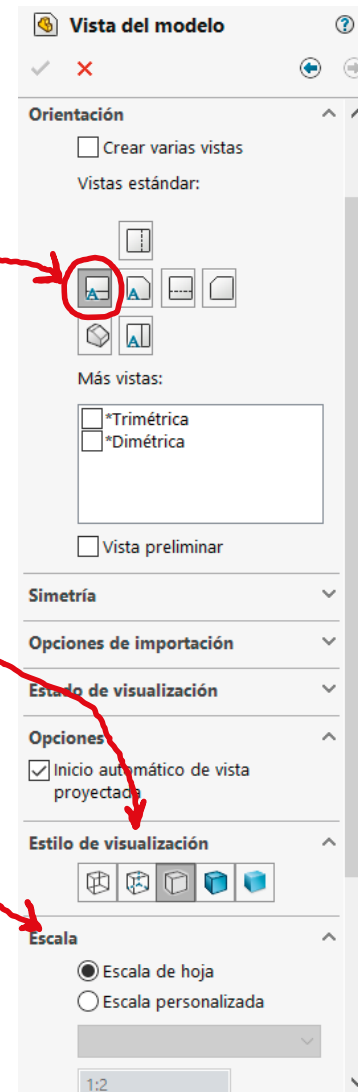 Vista del modelo
Orientación
Crear varias vistas
Vistas estándar:
A
A
A
Más vistas:
*Trimétrica
*Dimétrica
Vista preliminar
Simetría
Opciones de importación
Estado de visualización
Opciones
Inicio automático de vista
proyectada
Estilo de visualización
Escala
Escala de hoja
Escala personalizada
1:2